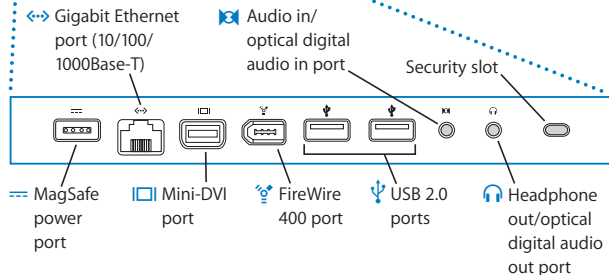 Gigabit Ethernet
port (10/100/
1000Base-T)
Audio in/
optical digital
audio in port
Security slot
MagSafe
power
port
Mini-DVI
port
FireWire
400 port
USB 2.0
ports
Headphone
out/optical
digital audio
out port